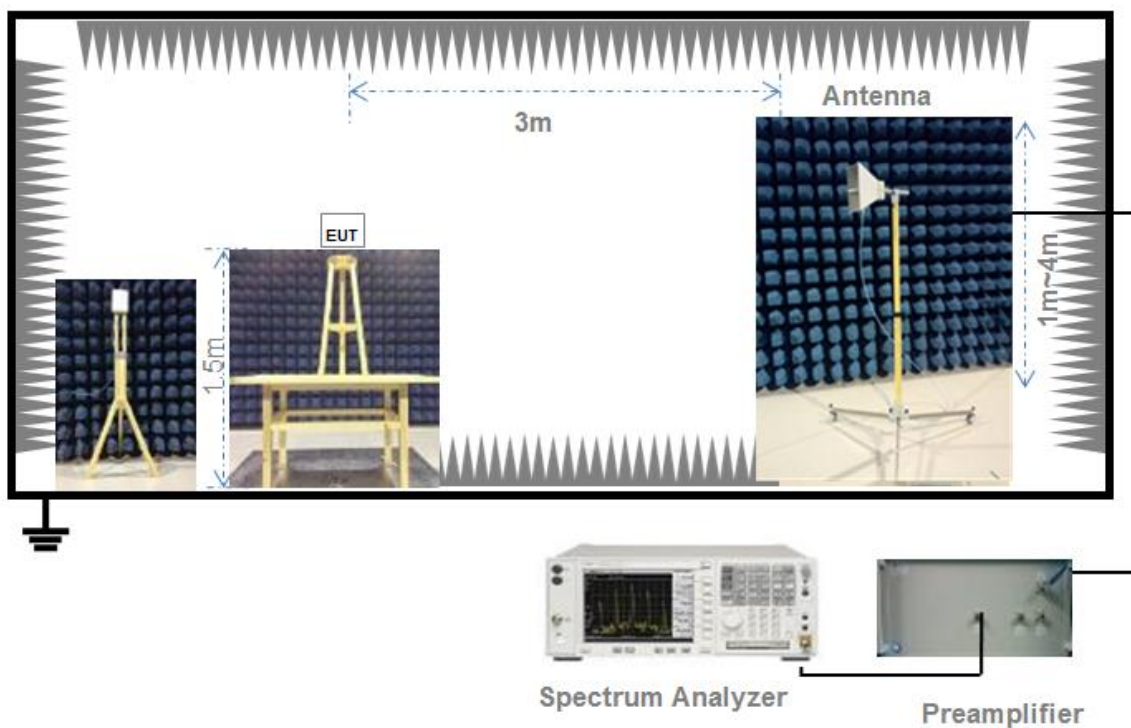 Antenna
3m
EUT
1.5m
1m~4m
Spectrum Analyzer
Preamplifier